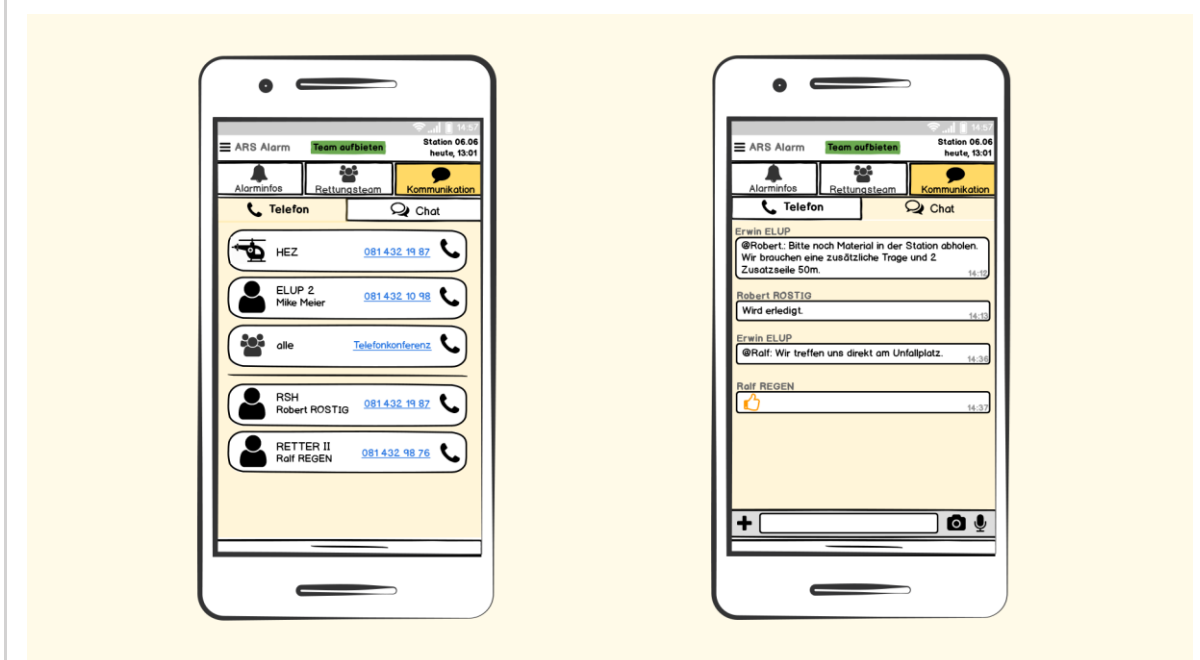 14:57
ARS Alarm
Team aufbieten
Station 06.06
heute, 13:01
Alarminfos
Rettungsteam
Kommunikation
Telefon
Chat
HEZ
081 432 19 87
ELUP 2
Mike Meier
081 432 10 98
alle
Telefonkonferenz
RSH
Robert ROSTIG
081 432 19 87
RETTER II
Ralf REGEN
081 432 98 76
14:57
ARS Alarm
Team aufbieten
Station 06.06
heute, 13:01
Alarminfos
Rettungsteam
Kommunikation
Telefon
Chat
Erwin ELUP
@Robert.: Bitte noch Material in der Station abholen.
Wir brauchen eine zusätzliche Trage und 2
Zusatzseile 50m.
14:12
Robert ROSTIG
Wird erledigt.
14:13
Erwin ELUP
@Ralf: Wir treffen uns direkt am Unfallplatz.
14:36
Ralf REGEN
14:37